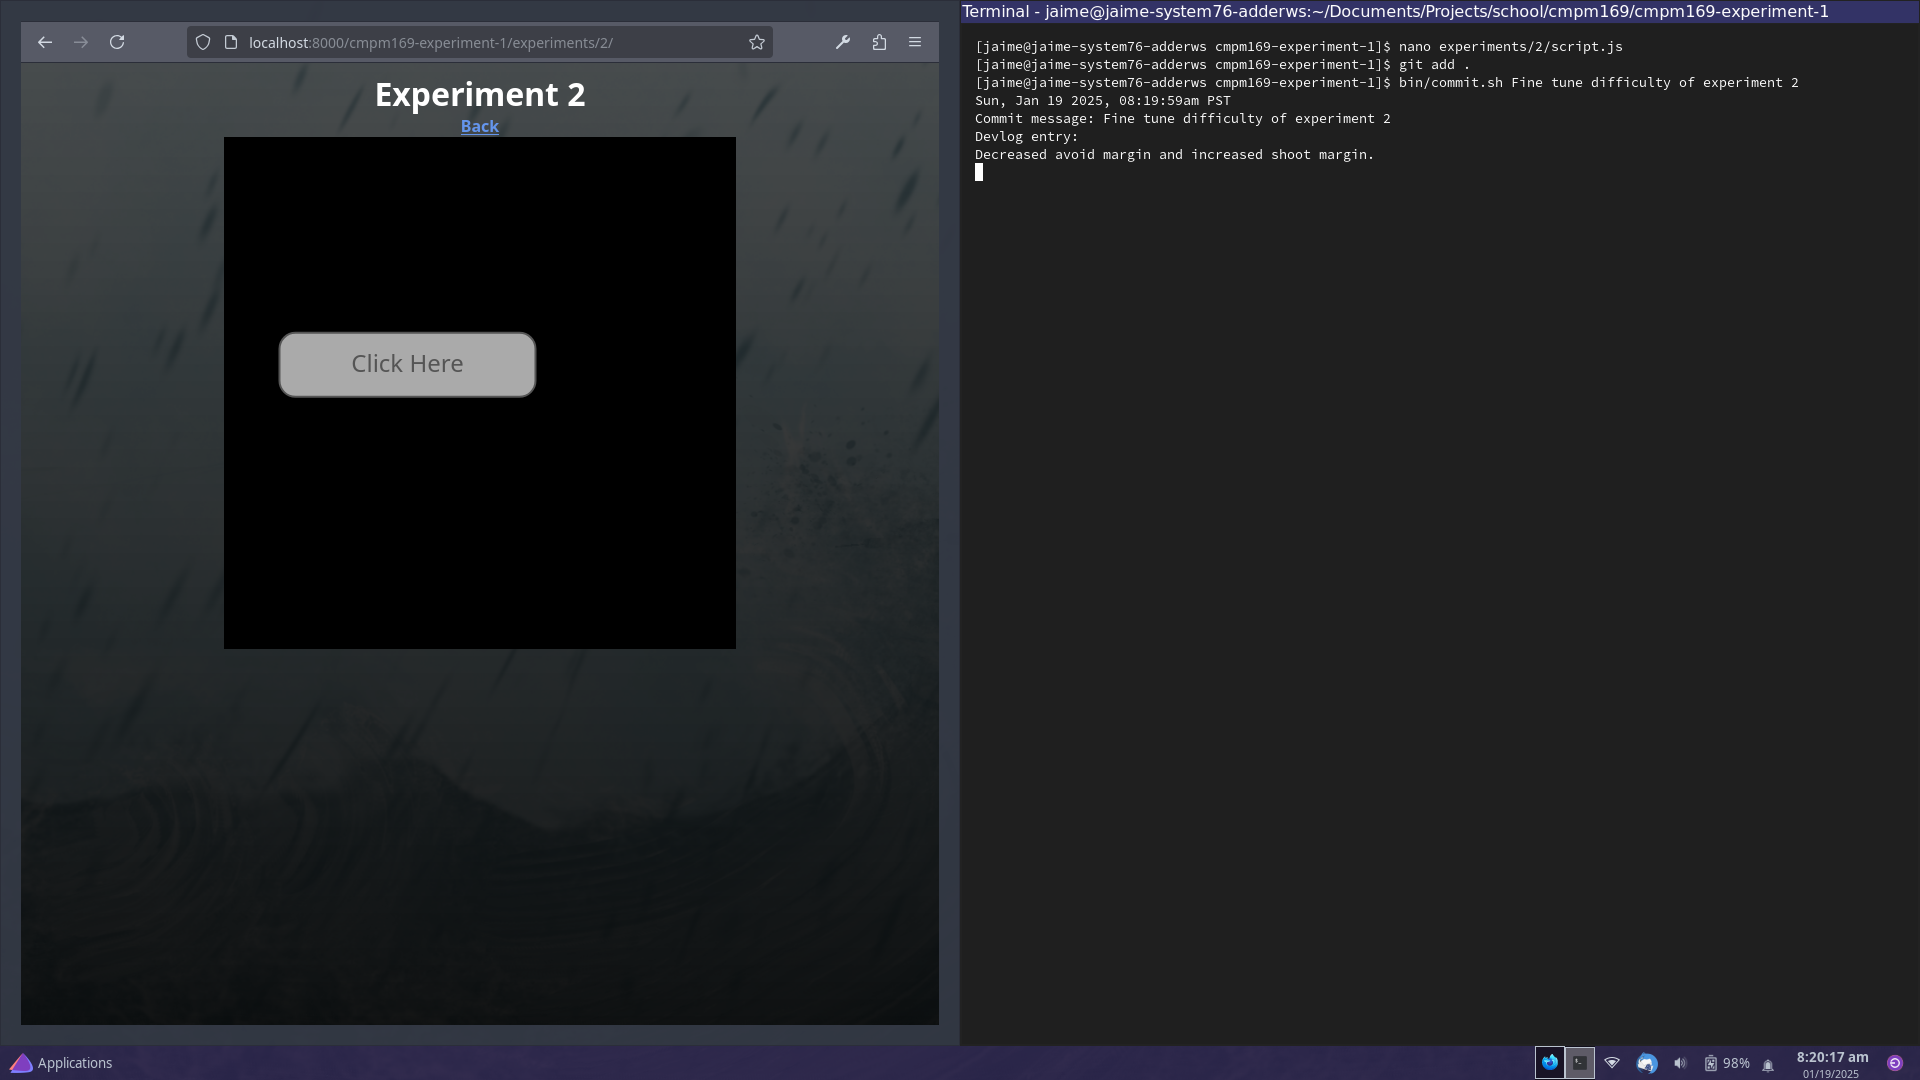 localhost:8000/cmpm169-experiment-1/experiments/2/
Experiment 2
Back
Click Here
Terminal - jaime@jaime-system76-adderws:~/Documents/Projects/school/cmpm169/cmpm169-experiment-1
[jaime@jaime-system76-adderws cmpm169-experiment-1]$ nano experiments/2/script.js
[jaime@jaime-system76-adderws cmpm169-experiment-1]$ git add .
[jaime@jaime-system76-adderws cmpm169-experiment-1]$ bin/commit.sh Fine tune difficulty of experiment 2
Sun, Jan 19 2025, 08:19:59am PST
Commit message: Fine tune difficulty of experiment 2
Devlog entry:
Decreased avoid margin and increased shoot margin.
Applications
98%
8:20:17 am
01/19/2025